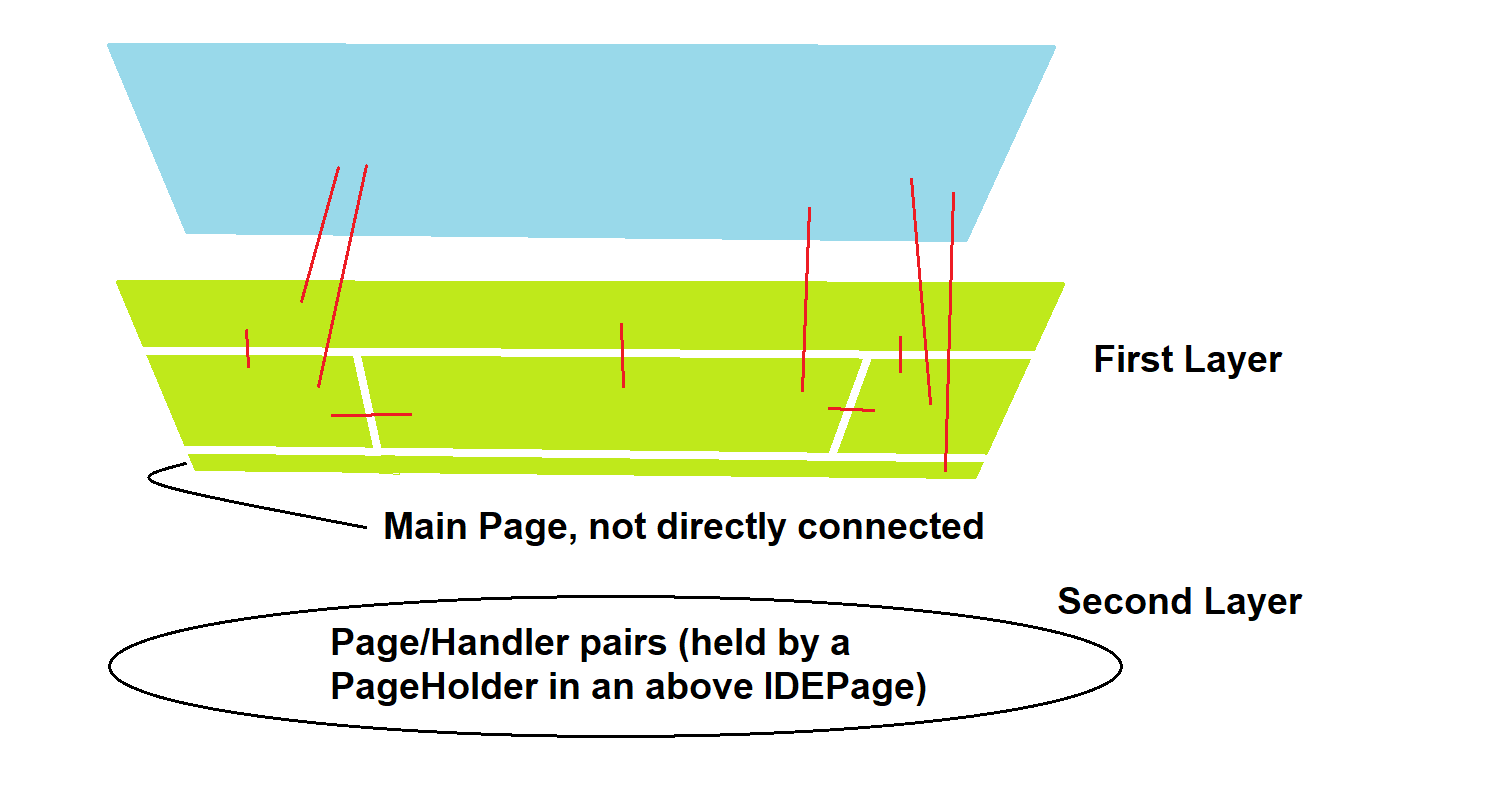 First Layer
Main Page, not directly connected
Second Layer
Page/Handler pairs (held by a
PageHolder in an above IDEPage)